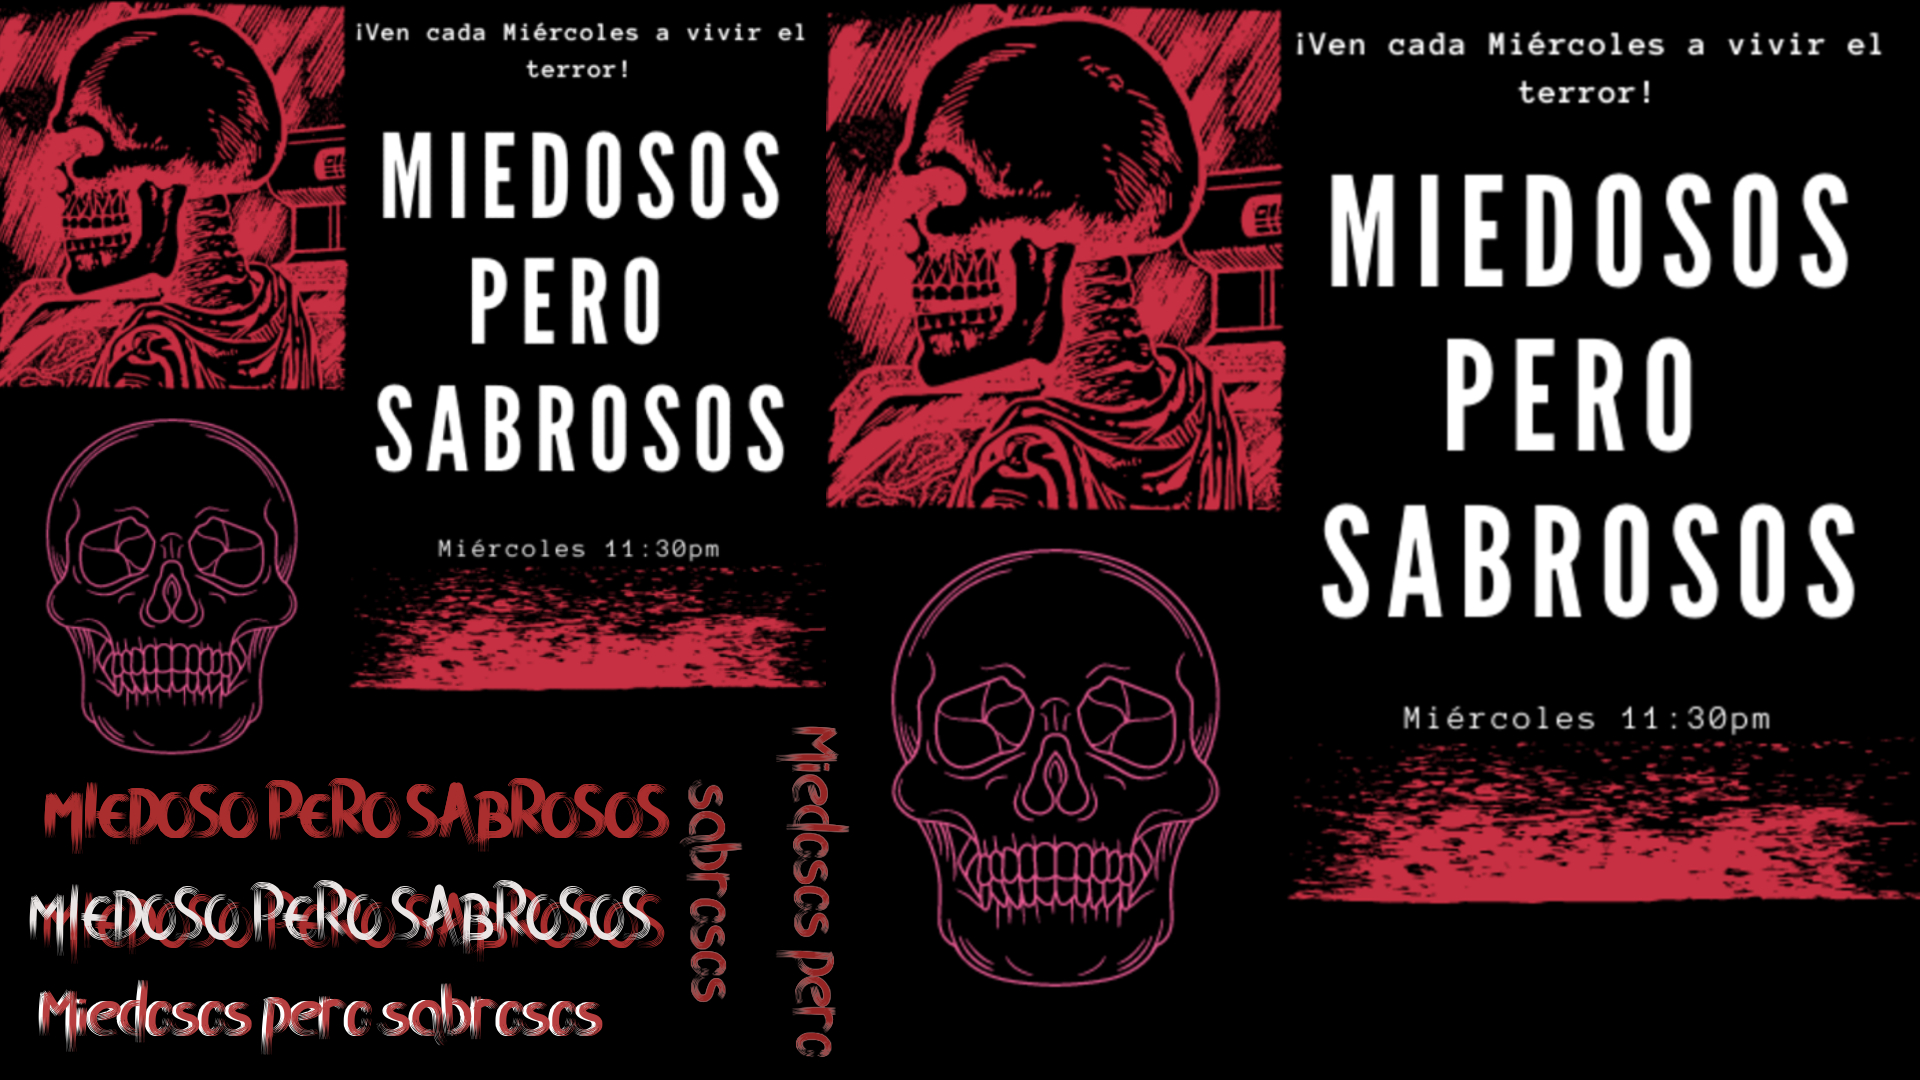 ¡Ven cada Miércoles a vivir el
terror!
MIEDOSOS
PERO
SABROSOS
Miércoles 11:30pm
¡Ven cada Miércoles a vivir el
terror!
MIEDOSOS
PERO
SABROSOS
Miércoles 11:30pm
MIEDOSO PERO SABROSOS
MIEDOSO PERO SABROSOS
Miedosos pero sabrosos
Miedosos pero
sabrosos